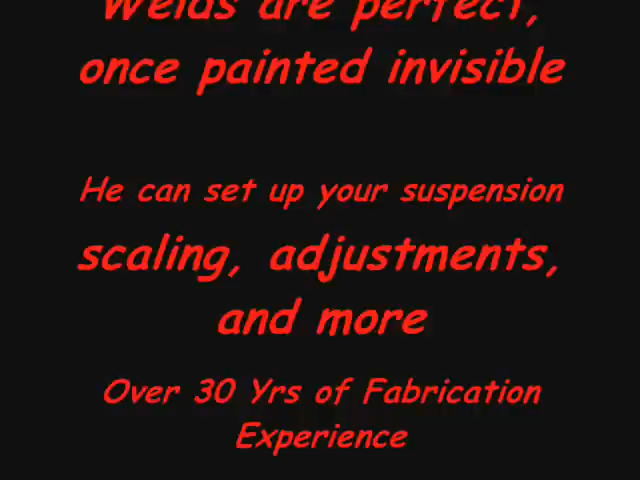 Welds are perfect,
once painted invisible
He can set up your suspension
scaling, adjustments,
and more
Over 30 Yrs of Fabrication
Experience